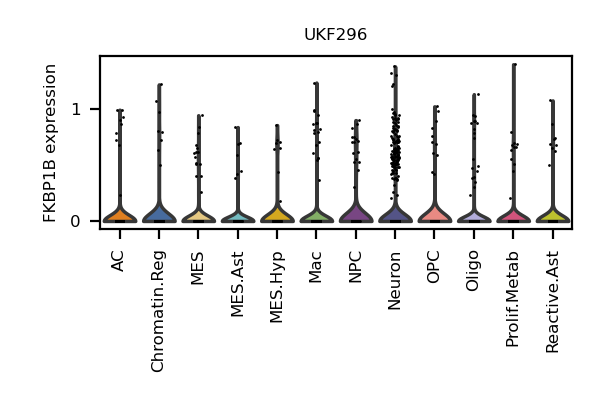 UKF296
FKBP1B expression
1
0
AC
Chromatin.Reg
MES
MES.Ast
MES.Hyp
Mac
NPC
Neuron
OPC
Oligo
Prolif.Metab
Reactive.Ast